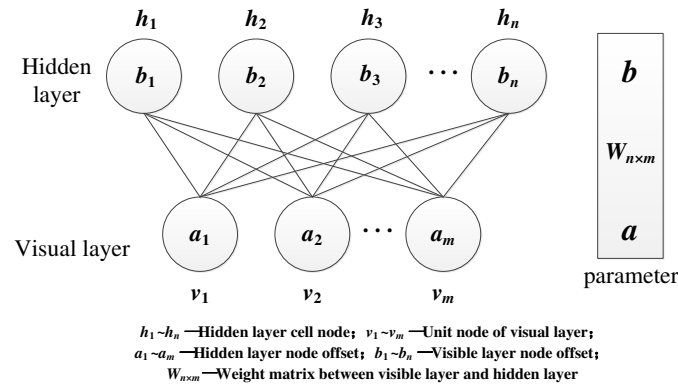 h1 h2 h3 hn
Hidden layer
b1 b2 b3 ··· bn
b
Wn×m
Visual layer
a1 a2 ··· am
a
parameter
v1 v2 vm
h1~hn—Hidden layer cell node; v1~vm—Unit node of visual layer;
a1~am—Hidden layer node offset; b1~bn—Visible layer node offset;
Wn×m—Weight matrix between visible layer and hidden layer